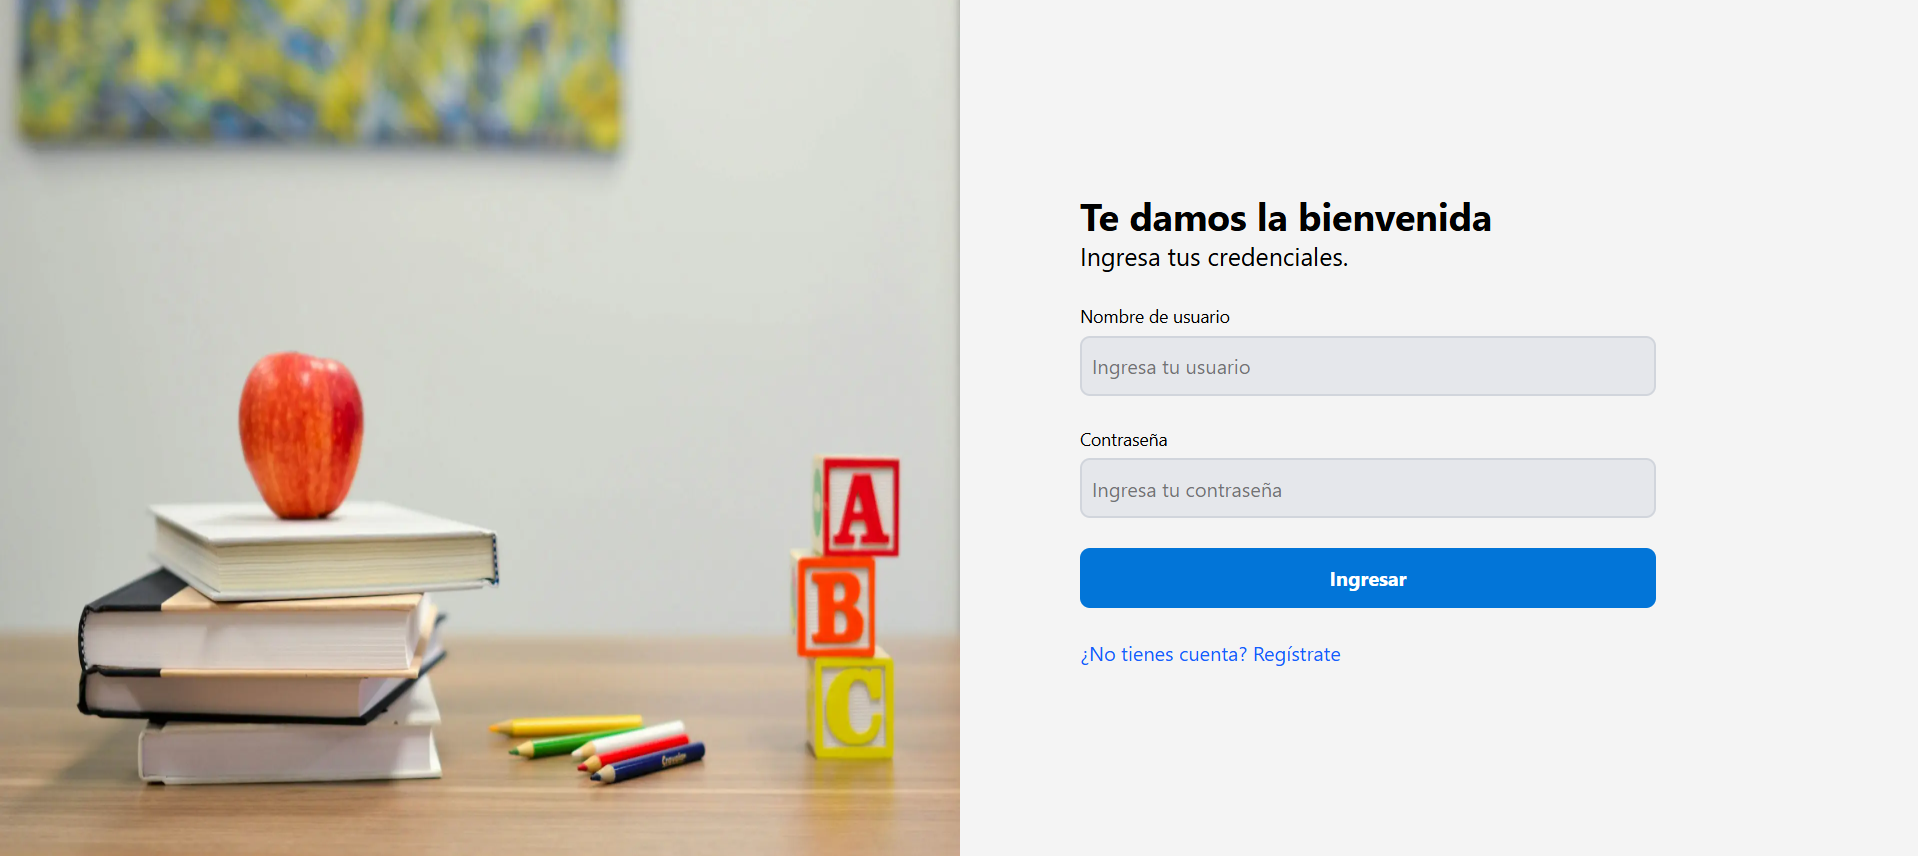 A
B
C
Te damos la bienvenida
Ingresa tus credenciales.
Nombre de usuario
Ingresa tu usuario
Contraseña
Ingresa tu contraseña
Ingresar
¿No tienes cuenta? Regístrate